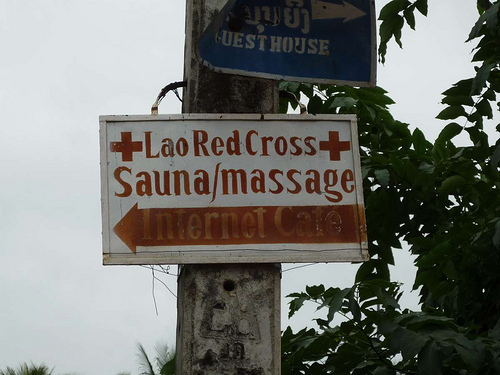 GUESTHOUSE
Lao Red Cross
Sauna/massage
Internet Cafe